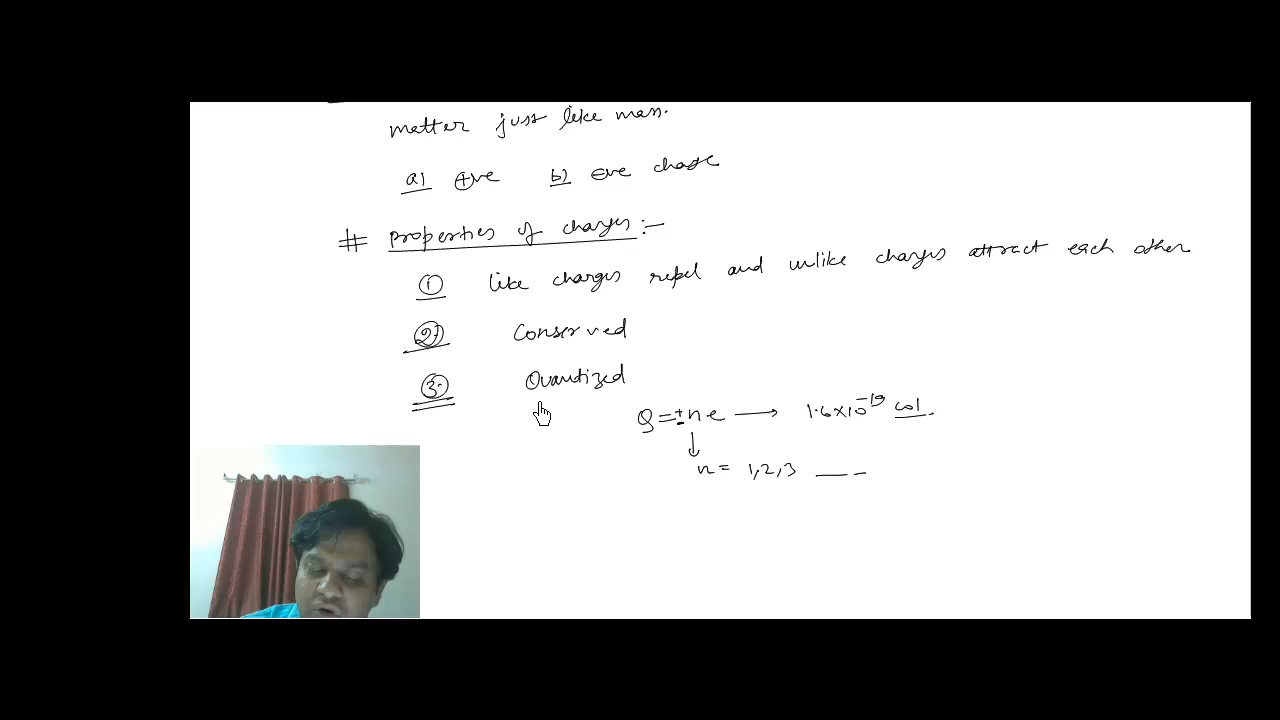 matter just like mass.
a) ⊕ve b) ⊖ve charge
# Properties of charges :-
① like charges repel and unlike charges attract each other
② Conserved
③ Quantized
Q = ± n e → 1.6×10⁻¹⁹ col.
↓
n = 1, 2, 3 — –